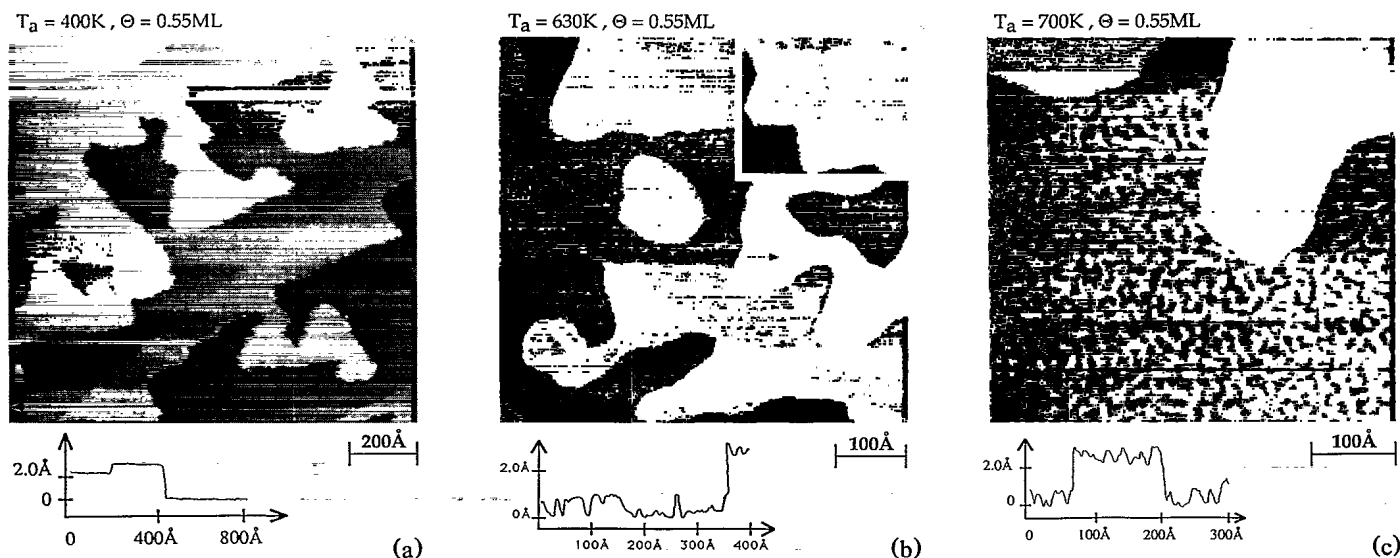 Tₐ = 400K , Θ = 0.55ML
Tₐ = 630K , Θ = 0.55ML
Tₐ = 700K , Θ = 0.55ML
200Å
100Å
100Å
2.0Å
0
0
400Å
800Å
(a)
2.0Å
0Å
100Å
200Å
300Å
400Å
(b)
2.0Å
0
0
100Å
200Å
300Å
(c)